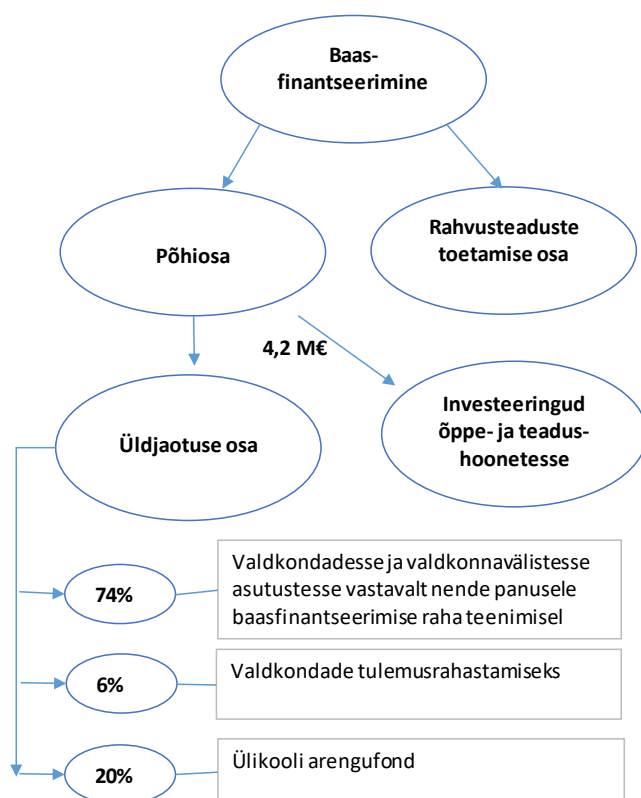 Baas-
finantseerimine
Põhiosa
Rahvusteaduste
toetamise osa
4,2 M€
Üldjaotuse osa
Investeeringud
õppe- ja teadus-
hoonetesse
74%
Valdkondadesse ja valdkonnavälistesse
asutustesse vastavalt nende panusele
baasfinantseerimise raha teenimisel
6%
Valdkondade tulemusrahastamiseks
20%
Ülikooli arengufond